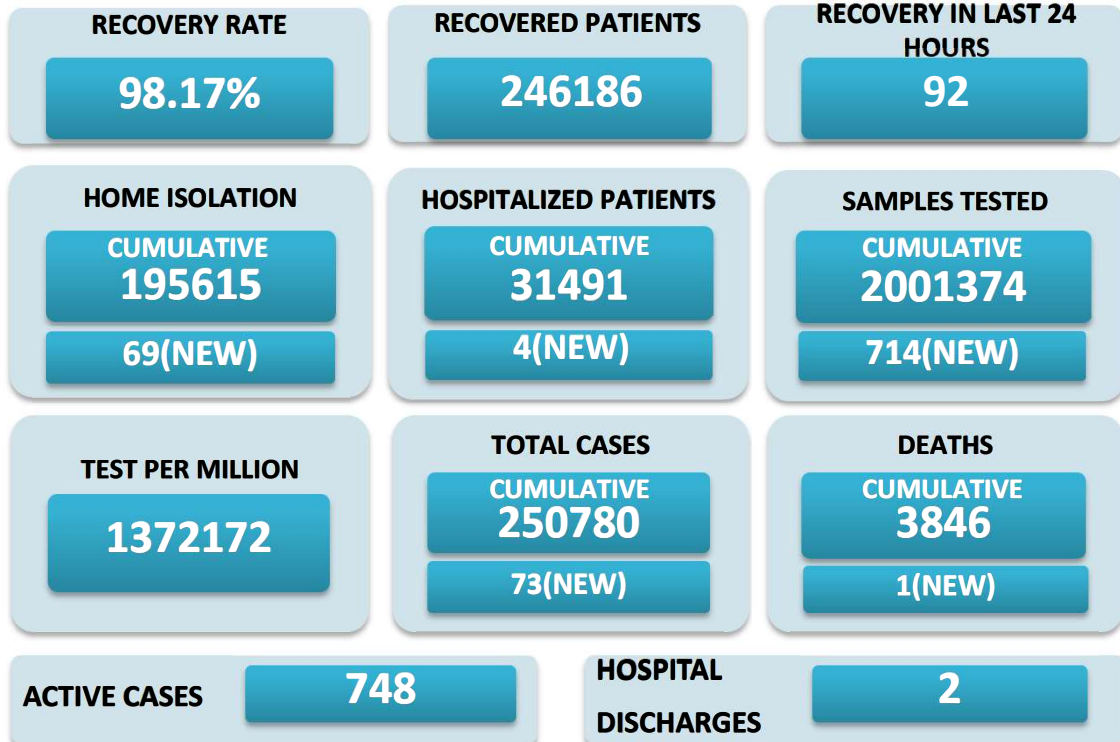 RECOVERY RATE
98.17%
RECOVERED PATIENTS
246186
RECOVERY IN LAST 24
HOURS
92
HOME ISOLATION
CUMULATIVE
195615
69(NEW)
HOSPITALIZED PATIENTS
CUMULATIVE
31491
4(NEW)
SAMPLES TESTED
CUMULATIVE
2001374
714(NEW)
TEST PER MILLION
1372172
TOTAL CASES
CUMULATIVE
250780
73(NEW)
DEATHS
CUMULATIVE
3846
1(NEW)
ACTIVE CASES
748
HOSPITAL
DISCHARGES
2